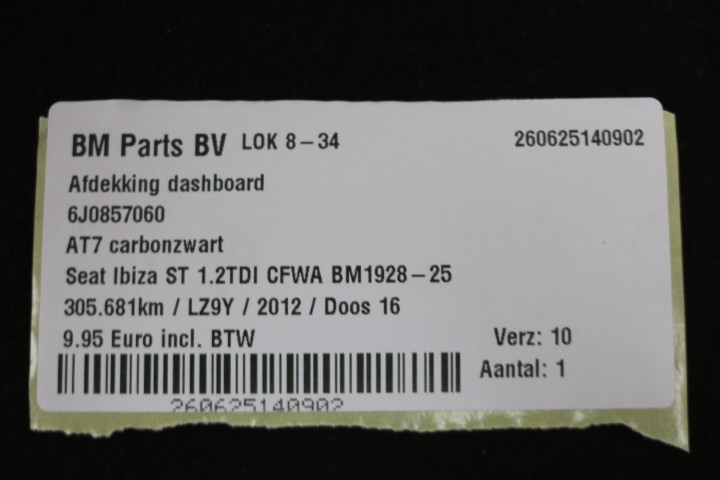 BM Parts BV LOK 8-34 260625140902
Afdekking dashboard
6J0857060
AT7 carbonzwart
Seat Ibiza ST 1.2TDI CFWA BM1928-25
305.681km / LZ9Y / 2012 / Doos 16
9.95 Euro incl. BTW Verz: 10
Aantal: 1
260625140902